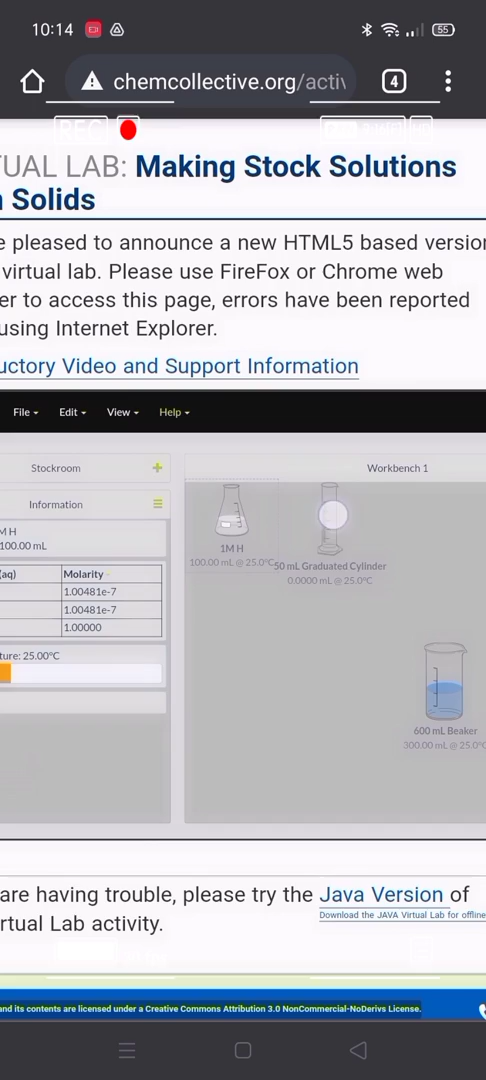 10:14
55
chemcollective.org/activ
4
REC
TUAL LAB: Making Stock Solutions
Solids
e pleased to announce a new HTML5 based version
virtual lab. Please use FireFox or Chrome web
er to access this page, errors have been reported
using Internet Explorer.
uctory Video and Support Information
File Edit View Help
Stockroom
Workbench 1
Information
M H
100.00 mL
(aq) Molarity
1.00481e-7
1.00481e-7
1.00000
ture: 25.00°C
1M H
100.00 mL @ 25.0°C
50 mL Graduated Cylinder
0.0000 mL @ 25.0°C
600 mL Beaker
300.00 mL @ 25.0°C
are having trouble, please try the Java Version of
rtual Lab activity.
Download the JAVA Virtual Lab for offline
and its contents are licensed under a Creative Commons Attribution 3.0 NonCommercial-NoDerivs License.